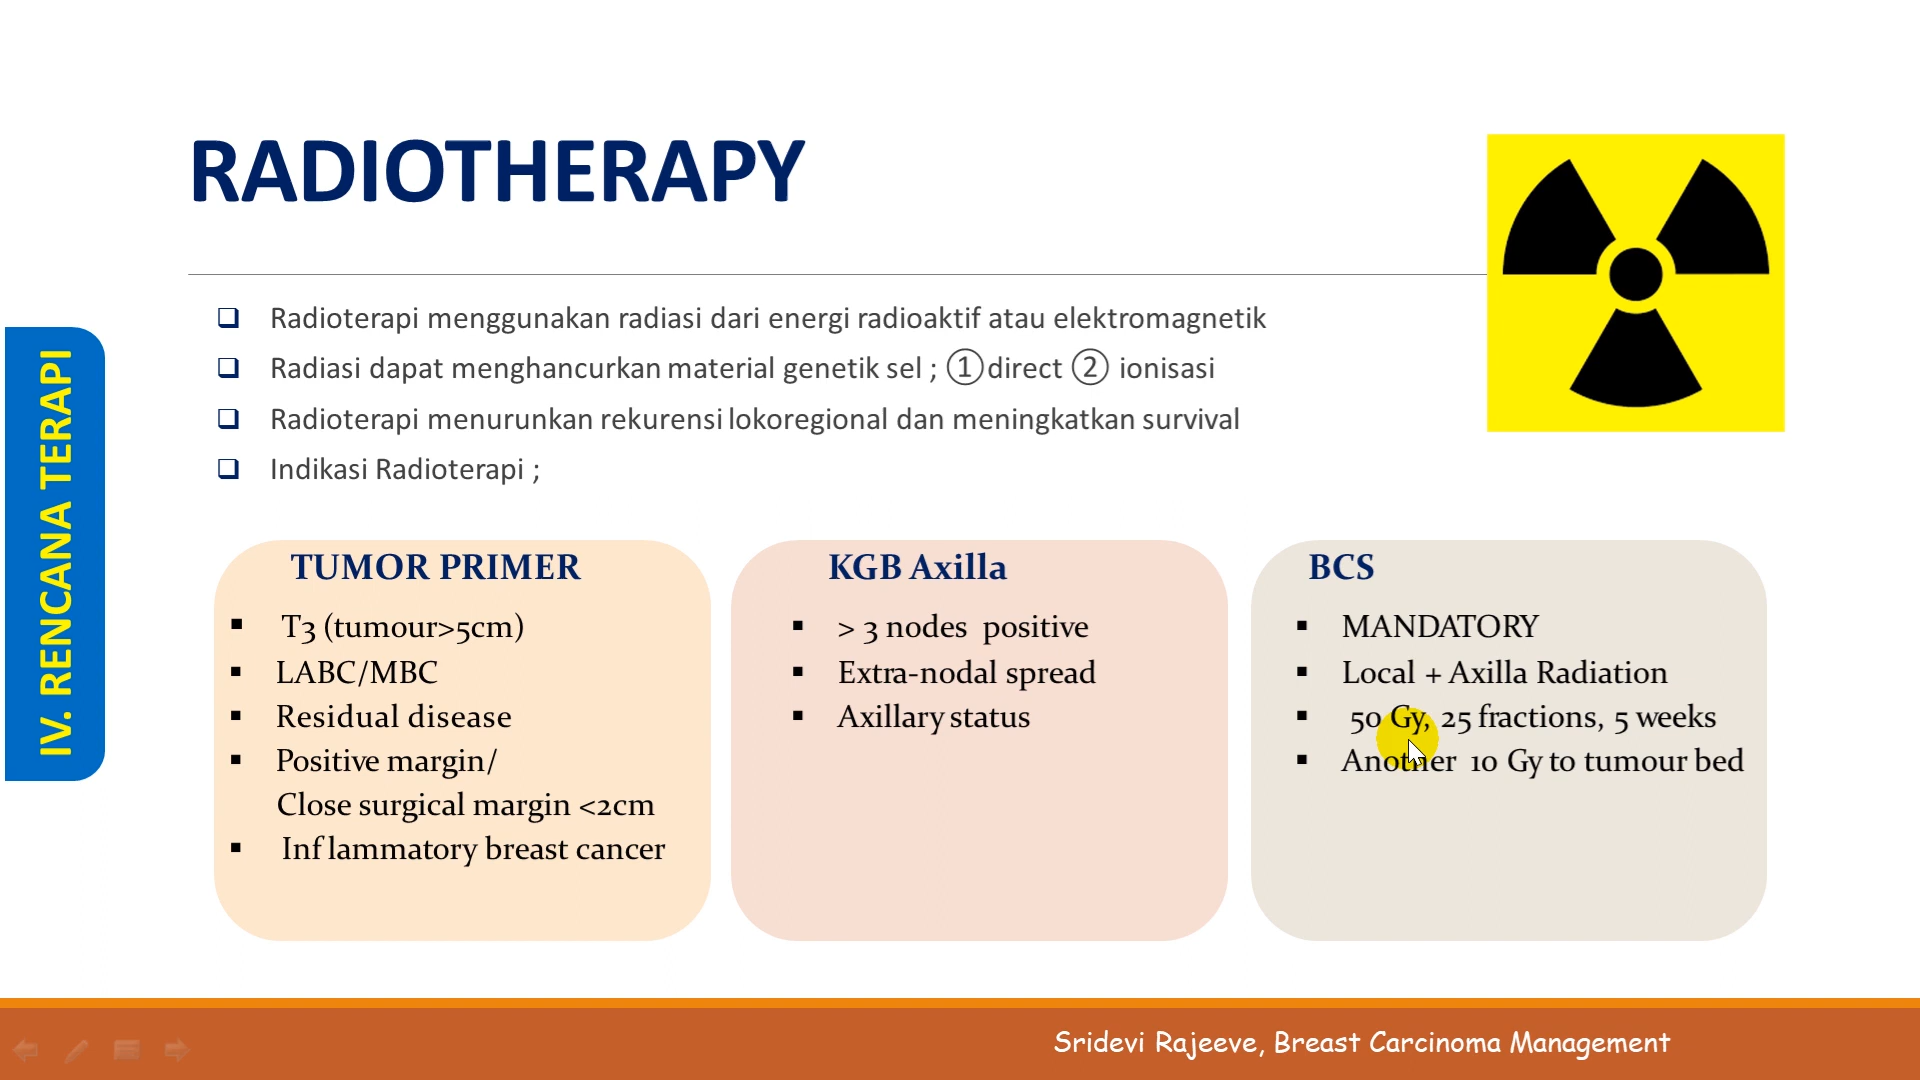 RADIOTHERAPY
IV. RENCANA TERAPI
Radioterapi menggunakan radiasi dari energi radioaktif atau elektromagnetik
Radiasi dapat menghancurkan material genetik sel ; ①direct ② ionisasi
Radioterapi menurunkan rekurensi lokoregional dan meningkatkan survival
Indikasi Radioterapi ;
TUMOR PRIMER
T3 (tumour>5cm)
LABC/MBC
Residual disease
Positive margin/
Close surgical margin <2cm
Inflammatory breast cancer
KGB Axilla
> 3 nodes positive
Extra-nodal spread
Axillary status
BCS
MANDATORY
Local + Axilla Radiation
50 Gy, 25 fractions, 5 weeks
Another 10 Gy to tumour bed
Sridevi Rajeeve, Breast Carcinoma Management